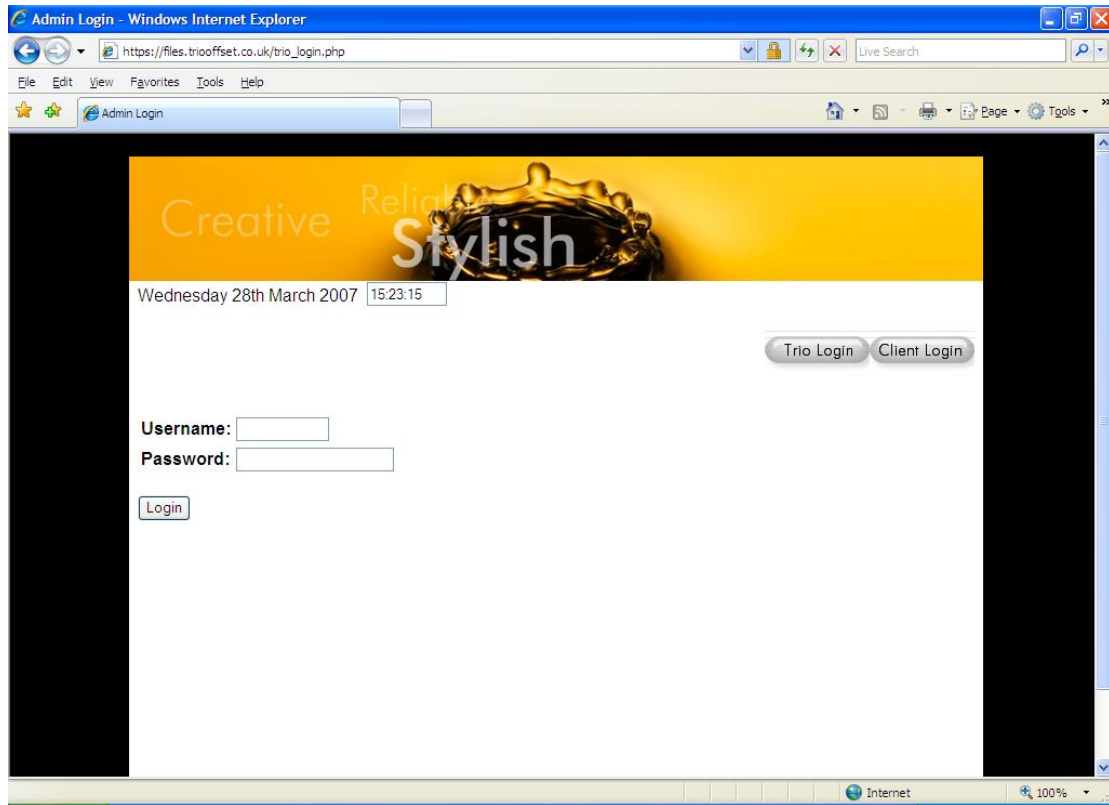 Admin Login - Windows Internet Explorer
https://files.triooffset.co.uk/trio_login.php
Live Search
File Edit View Favorites Tools Help
Admin Login
Page Tools »
Creative Reliable Stylish
Wednesday 28th March 2007 15:23:15
Trio Login Client Login
Username:
Password:
Login
Internet 100%